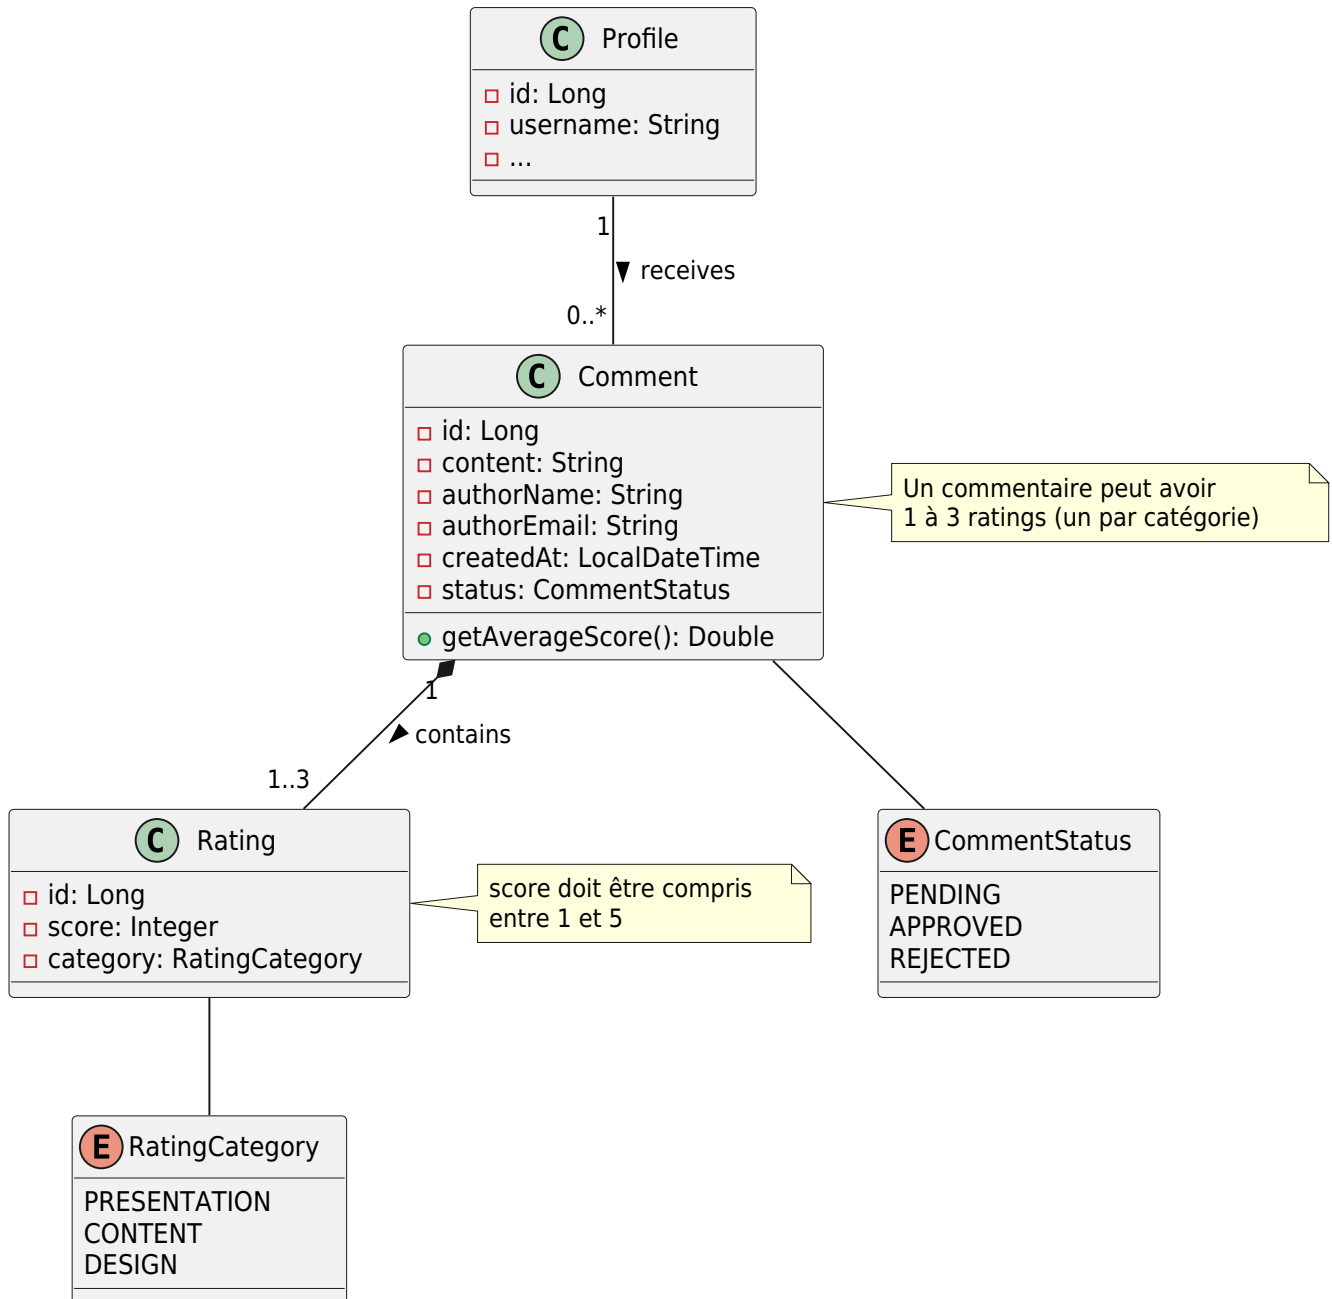 C Profile
id: Long
username: String
...
1
receives
0..*
C Comment
id: Long
content: String
authorName: String
authorEmail: String
createdAt: LocalDateTime
status: CommentStatus
getAverageScore(): Double
Un commentaire peut avoir
1 à 3 ratings (un par catégorie)
1
contains
1..3
C Rating
id: Long
score: Integer
category: RatingCategory
score doit être compris
entre 1 et 5
E CommentStatus
PENDING
APPROVED
REJECTED
E RatingCategory
PRESENTATION
CONTENT
DESIGN